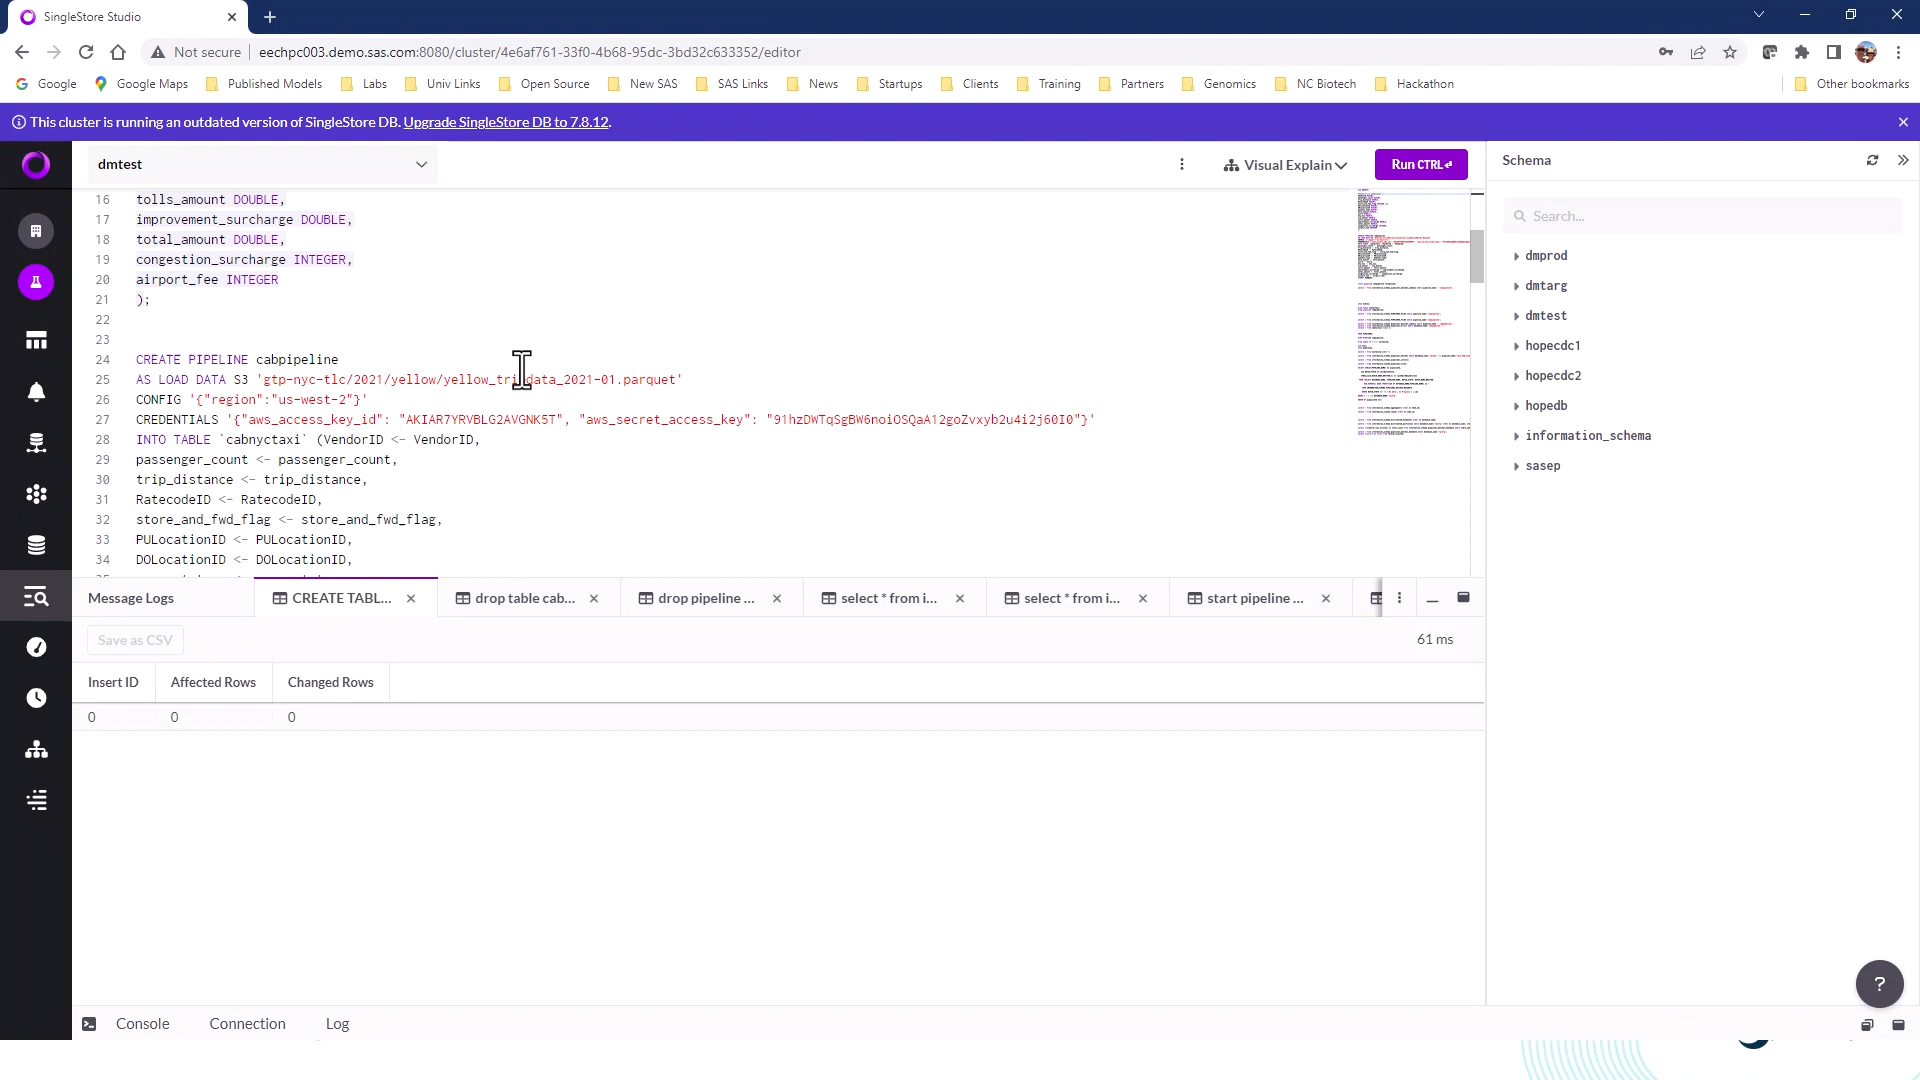 SingleStore Studio
Not secure eechpc003.demo.sas.com:8080/cluster/4e6af761-33f0-4b68-95dc-3bd32c633352/editor
Google Google Maps Published Models Labs Univ Links Open Source New SAS SAS Links News Startups Clients Training Partners Genomics NC Biotech Hackathon Other bookmarks
This cluster is running an outdated version of SingleStore DB. Upgrade SingleStore DB to 7.8.12.
dmtest Visual Explain Run CTRL Schema
16 tolls_amount DOUBLE,
17 improvement_surcharge DOUBLE,
18 total_amount DOUBLE,
19 congestion_surcharge INTEGER,
20 airport_fee INTEGER
21 );
22
23
24 CREATE PIPELINE cabpipeline
25 AS LOAD DATA S3 'gtp-nyc-tlc/2021/yellow/yellow_tripdata_2021-01.parquet'
26 CONFIG '{"region":"us-west-2"}'
27 CREDENTIALS '{"aws_access_key_id": "AKIAR7YRVBLG2AVGNK5T", "aws_secret_access_key": "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"}'
28 INTO TABLE `cabnyctaxi` (VendorID <- VendorID,
29 passenger_count <- passenger_count,
30 trip_distance <- trip_distance,
31 RatecodeID <- RatecodeID,
32 store_and_fwd_flag <- store_and_fwd_flag,
33 PULocationID <- PULocationID,
34 DOLocationID <- DOLocationID,
Search...
dmprod
dmtarg
dmtest
hopecdc1
hopecdc2
hopedb
information_schema
sasep
Message Logs CREATE TABL... drop table cab... drop pipeline ... select * from i... select * from i... start pipeline ...
Save as CSV 61 ms
Insert ID Affected Rows Changed Rows
0 0 0
?
Console Connection Log